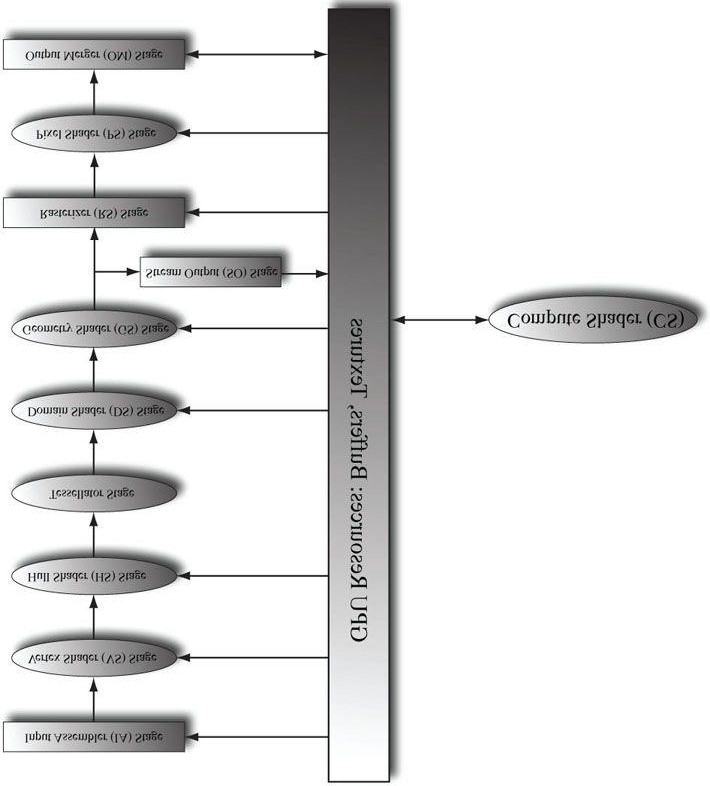 Input Assembler (IA) Stage
Vertex Shader (VS) Stage
Hull Shader (HS) Stage
Tessellator Stage
Domain Shader (DS) Stage
Geometry Shader (GS) Stage
Stream Output (SO) Stage
Rasterizer (RS) Stage
Pixel Shader (PS) Stage
Output Merger (OM) Stage
GPU Resources: Buffers, Textures
Compute Shader (CS)